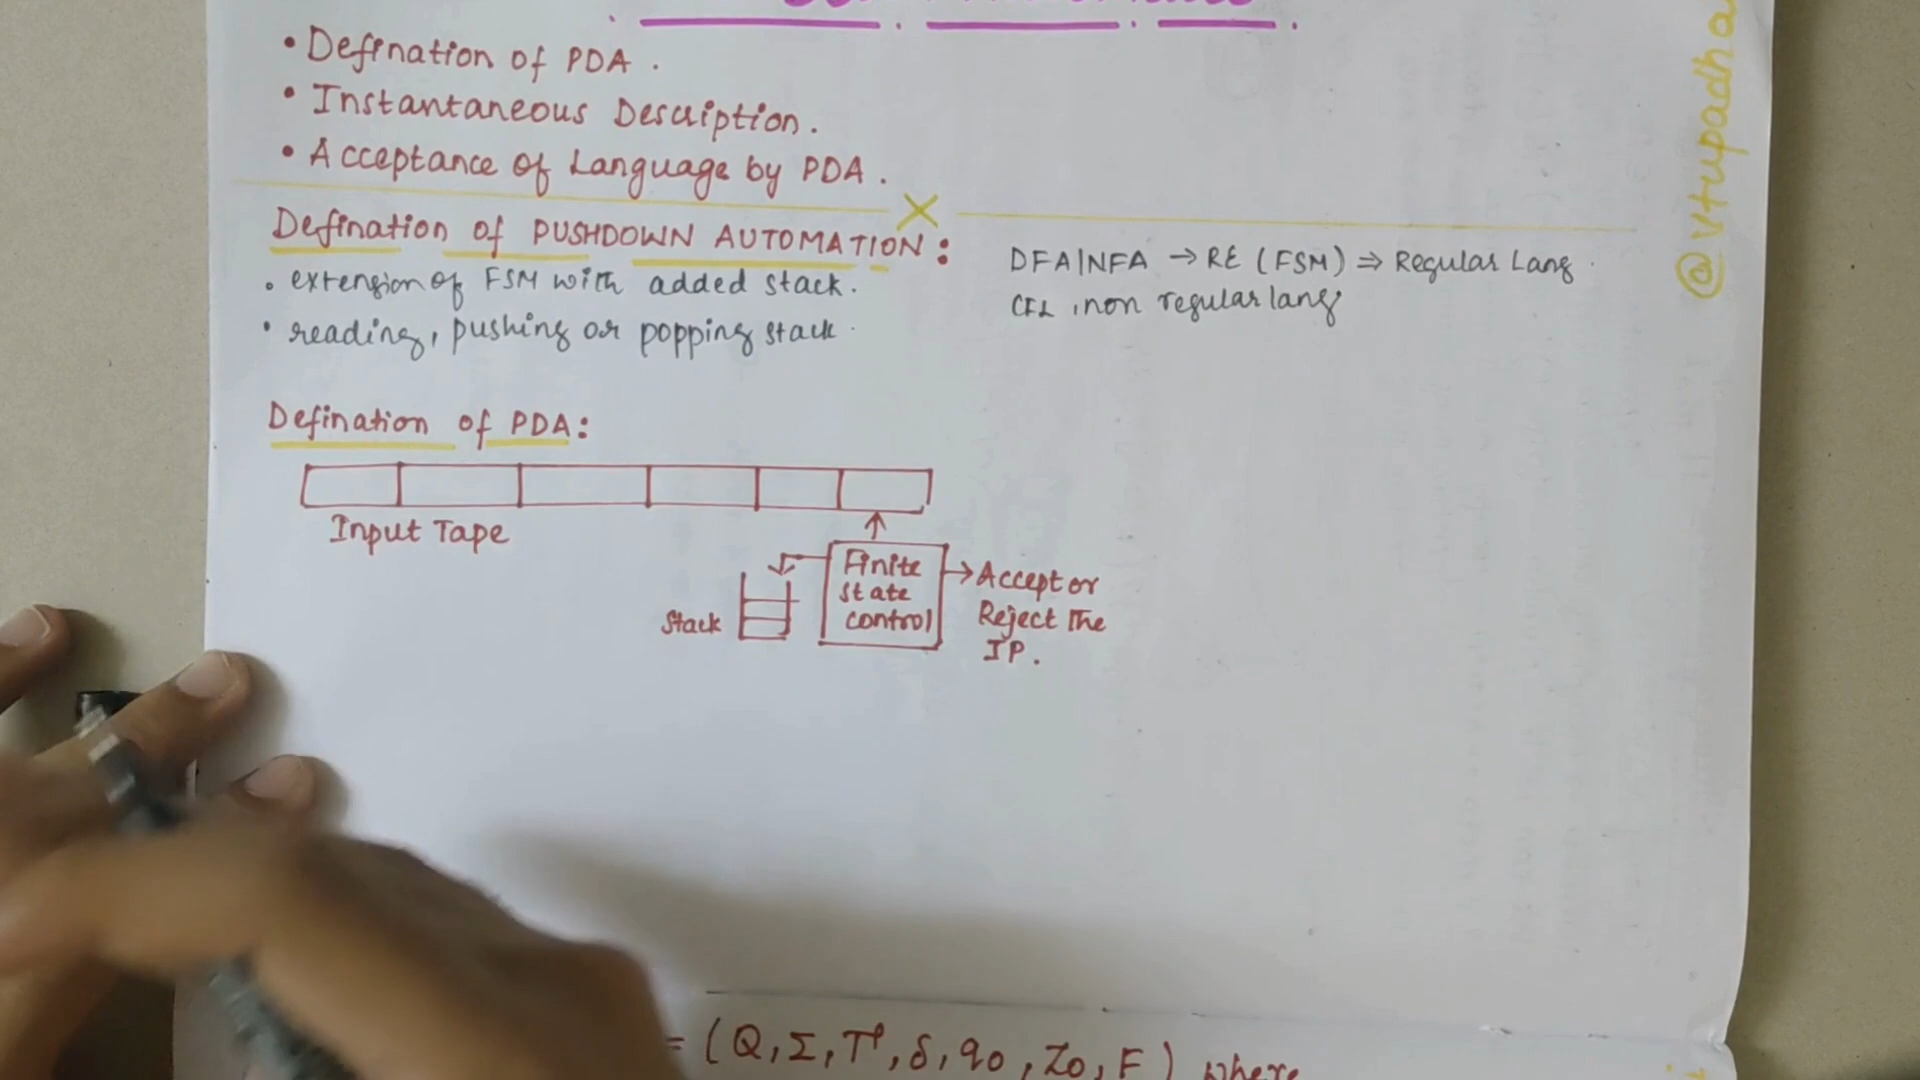 • Defination of PDA .
• Instantaneous Description .
• Acceptance of Language by PDA .
Defination of PUSHDOWN AUTOMATION :
• extension of FSM with added stack .
• reading, pushing or popping stack .
DFA|NFA → RE (FSM) ⇒ Regular Lang .
CFL , non regular lang
Defination of PDA :
Input Tape
Finite
state
control
Stack
→ Accept or
Reject The
IP .
= (Q, Σ, Γ, δ, q0, Z0, F) where
@vtupadhai